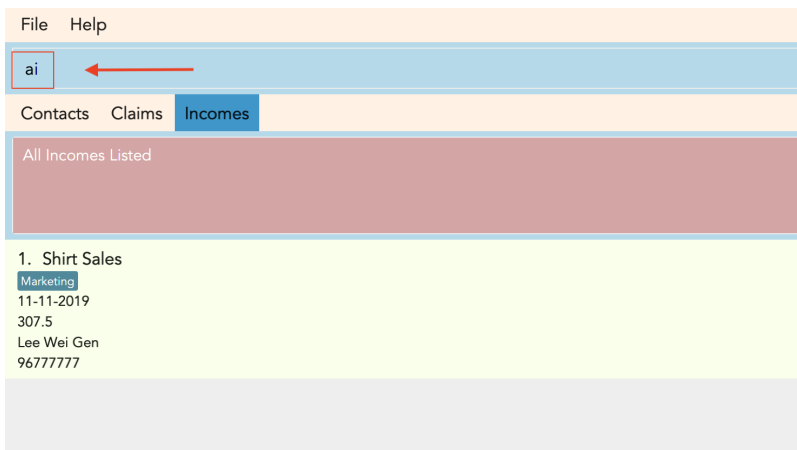 File Help
ai
Contacts Claims Incomes
All Incomes Listed
1. Shirt Sales
Marketing
11-11-2019
307.5
Lee Wei Gen
96777777